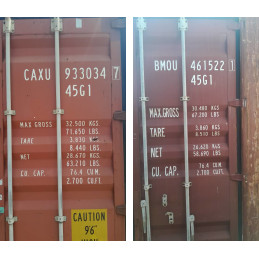 CAXU 933034 7
45G1
MAX.GROSS 32.500 KGS
71.650 LBS
TARE 3.830 KGS
8.440 LBS
NET 28.670 KGS
63.210 LBS
CU. CAP. 76.4 CU.M.
2.700 CU.FT.
CAUTION
96"
BMOU 461522 1
45G1
MAX.GROSS 30.480 KGS
67.200 LBS
TARE 3.860 KGS
8.510 LBS
NET 26.620 KGS
58.690 LBS
CU. CAP. 76.4 CU.M.
2.700 CU.FT.